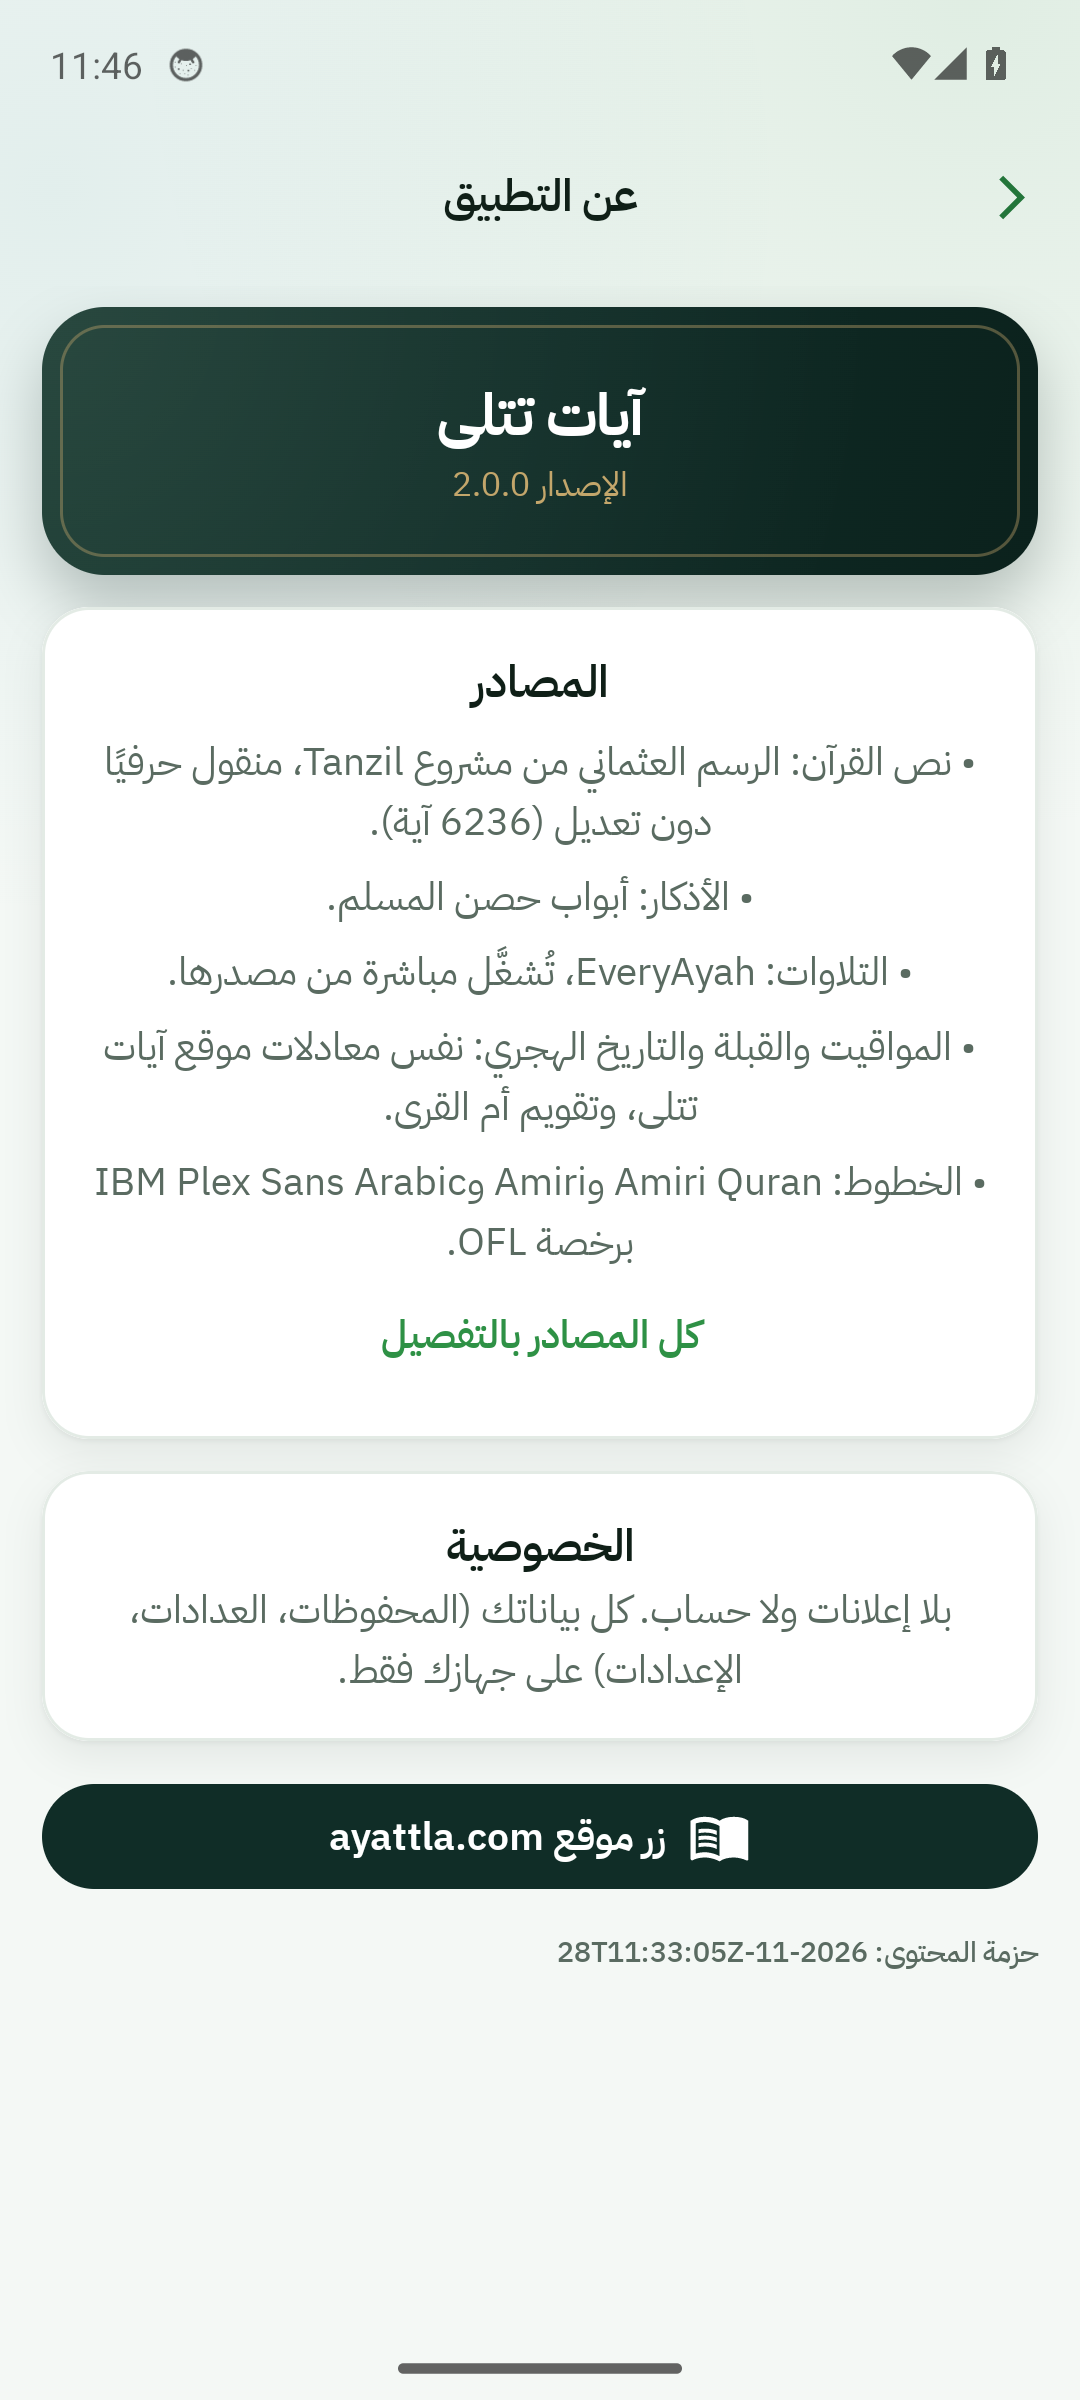 11:46
عن التطبيق
آيات تتلى
الإصدار 2.0.0
المصادر
• نص القرآن: الرسم العثماني من مشروع Tanzil، منقول حرفيًا
دون تعديل (6236 آية).
• الأذكار: أبواب حصن المسلم.
• التلاوات: EveryAyah، تُشغَّل مباشرة من مصدرها.
• المواقيت والقبلة والتاريخ الهجري: نفس معادلات موقع آيات
تتلى، وتقويم أم القرى.
• الخطوط: Amiri Quran وAmiri وIBM Plex Sans Arabic
برخصة OFL.
كل المصادر بالتفصيل
الخصوصية
بلا إعلانات ولا حساب. كل بياناتك (المحفوظات، العدادات،
الإعدادات) على جهازك فقط.
زر موقع ayattla.com
حزمة المحتوى: 2026-11-28T11:33:05Z